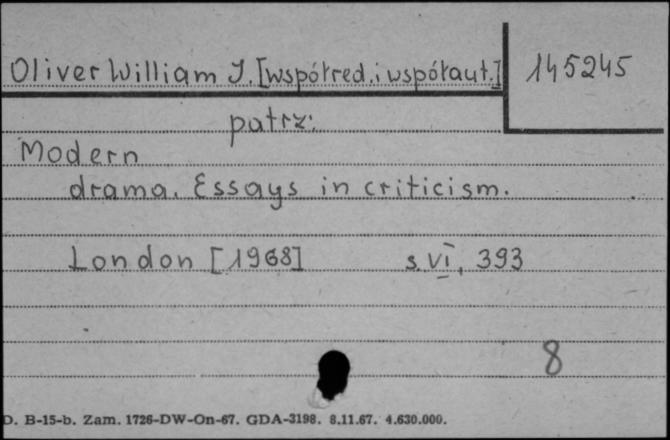 Oliver William J. [współred. i współaut.]
145245
patrz:
Modern
drama. Essays in criticism.
London [1968] s. VI, 393
8
D. B-15-b. Zam. 1726-DW-On-67. GDA-3198. 8.11.67. 4.630.000.